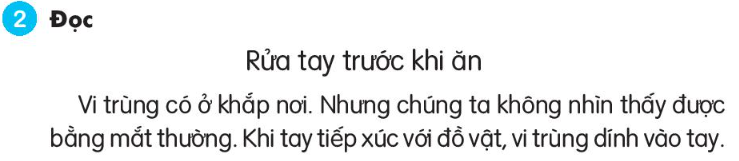 2 Đọc
Rửa tay trước khi ăn
Vi trùng có ở khắp nơi. Nhưng chúng ta không nhìn thấy được
bằng mắt thường. Khi tay tiếp xúc với đồ vật, vi trùng dính vào tay.